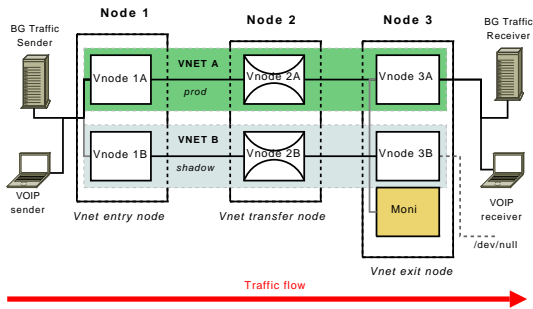 Node 1
Node 2
Node 3
BG Traffic
Sender
BG Traffic
Receiver
VNET A
Vnode 1A
prod
Vnode 2A
Vnode 3A
VNET B
Vnode 1B
shadow
Vnode 2B
Vnode 3B
VOIP
sender
Moni
VOIP
receiver
Vnet entry node
Vnet transfer node
/dev/null
Vnet exit node
Traffic flow